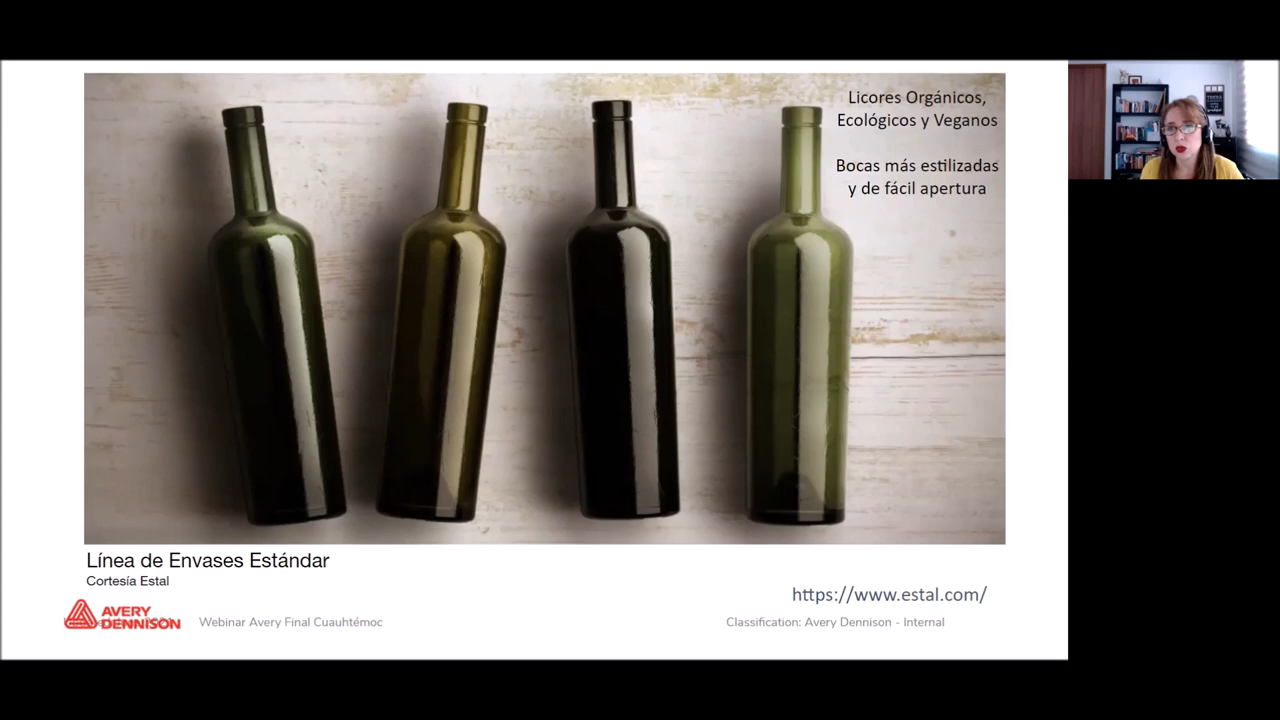 Licores Orgánicos,
Ecológicos y Veganos
Bocas más estilizadas
y de fácil apertura
Línea de Envases Estándar
Cortesía Estal
https://www.estal.com/
AVERY
DENNISON
Webinar Avery Final Cuauhtémoc
Classification: Avery Dennison - Internal